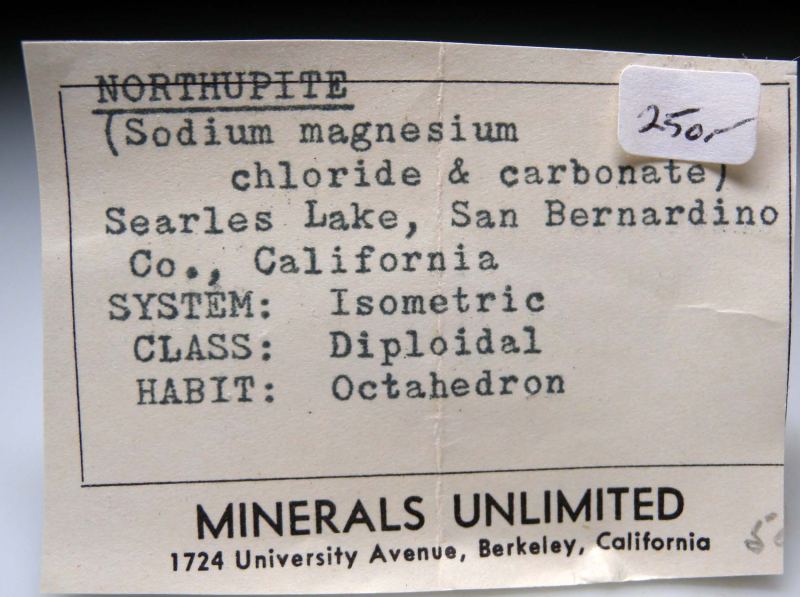 NORTHUPITE
250.-
(Sodium magnesium
chloride & carbonate)
Searles Lake, San Bernardino
Co., California
SYSTEM: Isometric
CLASS: Diploidal
HABIT: Octahedron
MINERALS UNLIMITED
1724 University Avenue, Berkeley, California